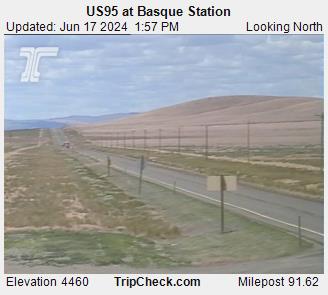 US95 at Basque Station
Updated: Jun 17 2024 1:57 PM Looking North
Elevation 4460 TripCheck.com Milepost 91.62